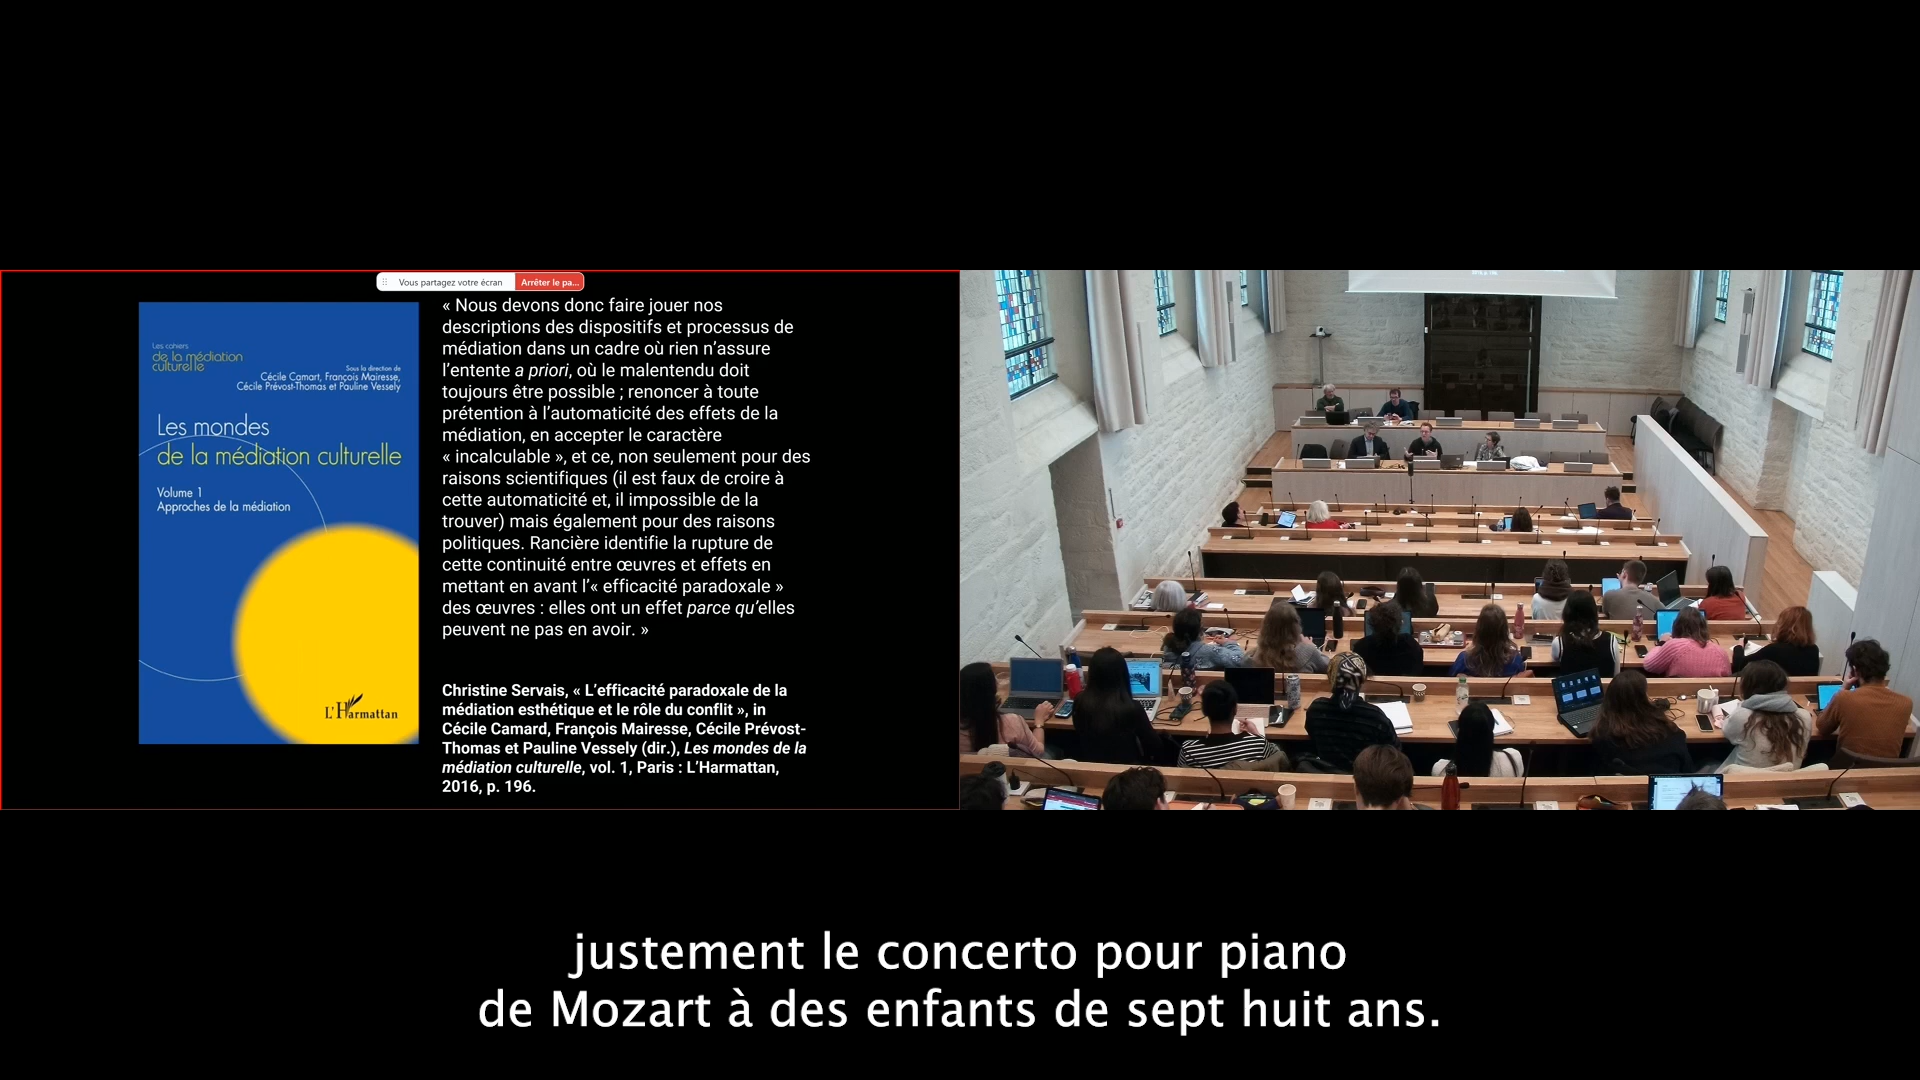 Vous partagez votre écran
Arrêter le pa...
Les cahiers
de la médiation
culturelle
Sous la direction de
Cécile Camart, François Mairesse,
Cécile Prévost-Thomas et Pauline Vessely
Les mondes
de la médiation culturelle
Volume 1
Approches de la médiation
L'Harmattan
« Nous devons donc faire jouer nos
descriptions des dispositifs et processus de
médiation dans un cadre où rien n’assure
l’entente a priori, où le malentendu doit
toujours être possible ; renoncer à toute
prétention à l’automaticité des effets de la
médiation, en accepter le caractère
« incalculable », et ce, non seulement pour des
raisons scientifiques (il est faux de croire à
cette automaticité et, il impossible de la
trouver) mais également pour des raisons
politiques. Rancière identifie la rupture de
cette continuité entre œuvres et effets en
mettant en avant l’« efficacité paradoxale »
des œuvres : elles ont un effet parce qu’elles
peuvent ne pas en avoir. »
Christine Servais, « L’efficacité paradoxale de la
médiation esthétique et le rôle du conflit », in
Cécile Camard, François Mairesse, Cécile Prévost-
Thomas et Pauline Vessely (dir.), Les mondes de la
médiation culturelle, vol. 1, Paris : L’Harmattan,
2016, p. 196.
justement le concerto pour piano
de Mozart à des enfants de sept huit ans.